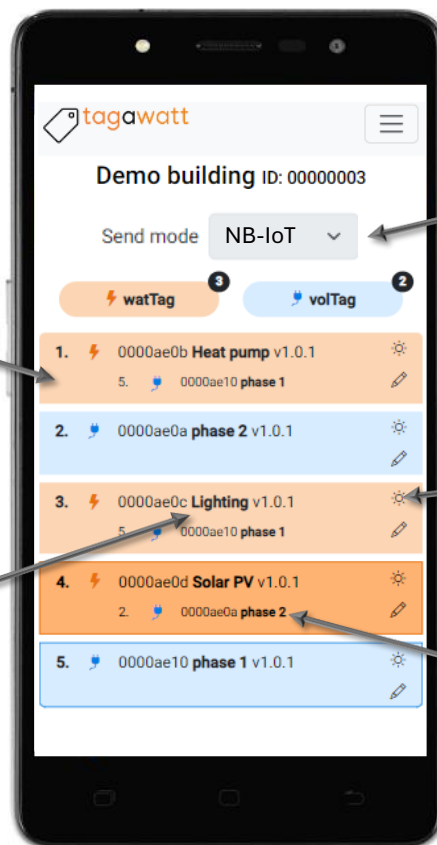 tagawatt
Demo building ID: 00000003
Send mode NB-IoT
watTag 3
volTag 2
1. 0000ae0b Heat pump v1.0.1
5. 0000ae10 phase 1
2. 0000ae0a phase 2 v1.0.1
3. 0000ae0c Lighting v1.0.1
5. 0000ae10 phase 1
4. 0000ae0d Solar PV v1.0.1
2. 0000ae0a phase 2
5. 0000ae10 phase 1 v1.0.1